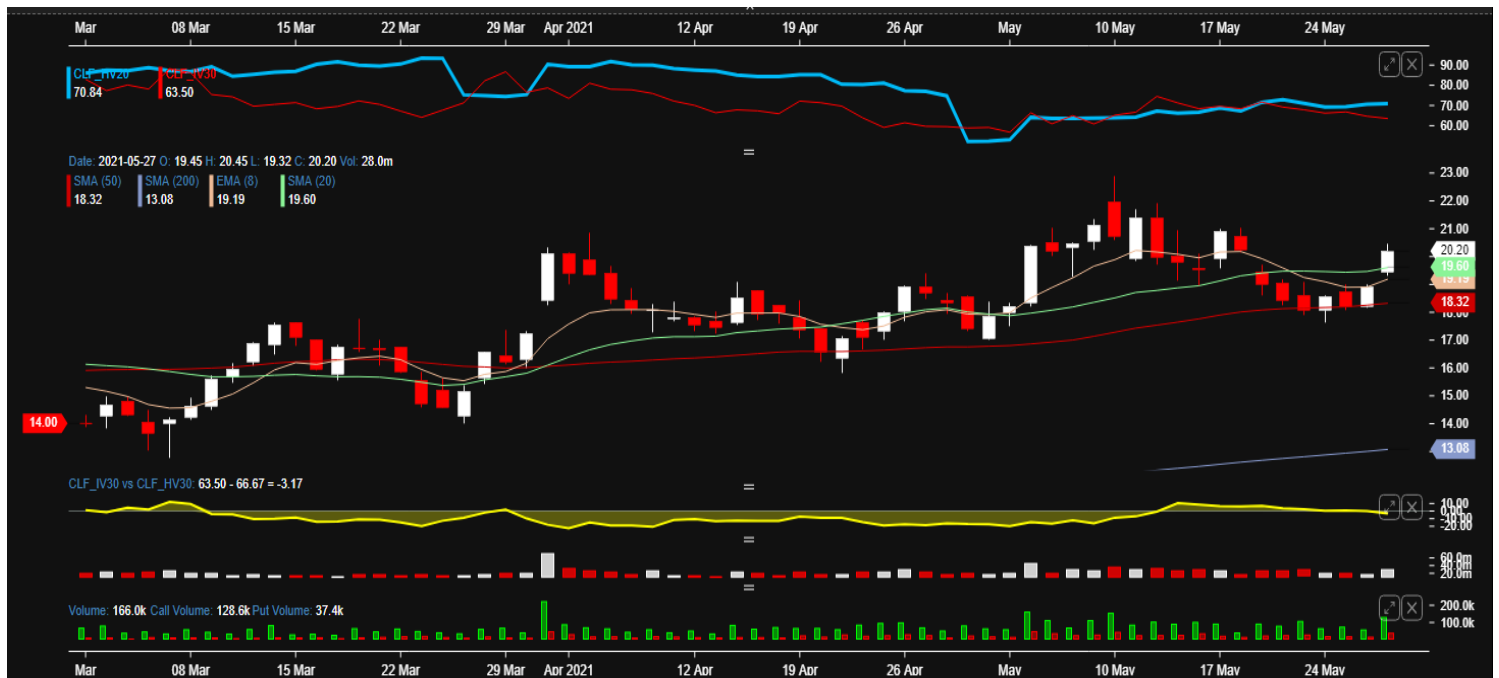 Mar 08 Mar 15 Mar 22 Mar 29 Mar Apr 2021 12 Apr 19 Apr 26 Apr May 10 May 17 May 24 May
CLF_HV20 CLF_IV30
70.84 63.50
90.00
80.00
70.00
60.00
Date: 2021-05-27 O: 19.45 H: 20.45 L: 19.32 C: 20.20 Vol: 28.0m
SMA (50) SMA (200) EMA (8) SMA (20)
18.32 13.08 19.19 19.60
23.00
22.00
21.00
20.20
19.60
19.19
18.32
18.00
17.00
16.00
15.00
14.00 14.00
13.08
CLF_IV30 vs CLF_HV30: 63.50 - 66.67 = -3.17
10.00
0.00
-10.00
-20.00
60.0m
40.0m
20.0m
Volume: 166.0k Call Volume: 128.6k Put Volume: 37.4k
200.0k
100.0k
Mar 08 Mar 15 Mar 22 Mar 29 Mar Apr 2021 12 Apr 19 Apr 26 Apr May 10 May 17 May 24 May